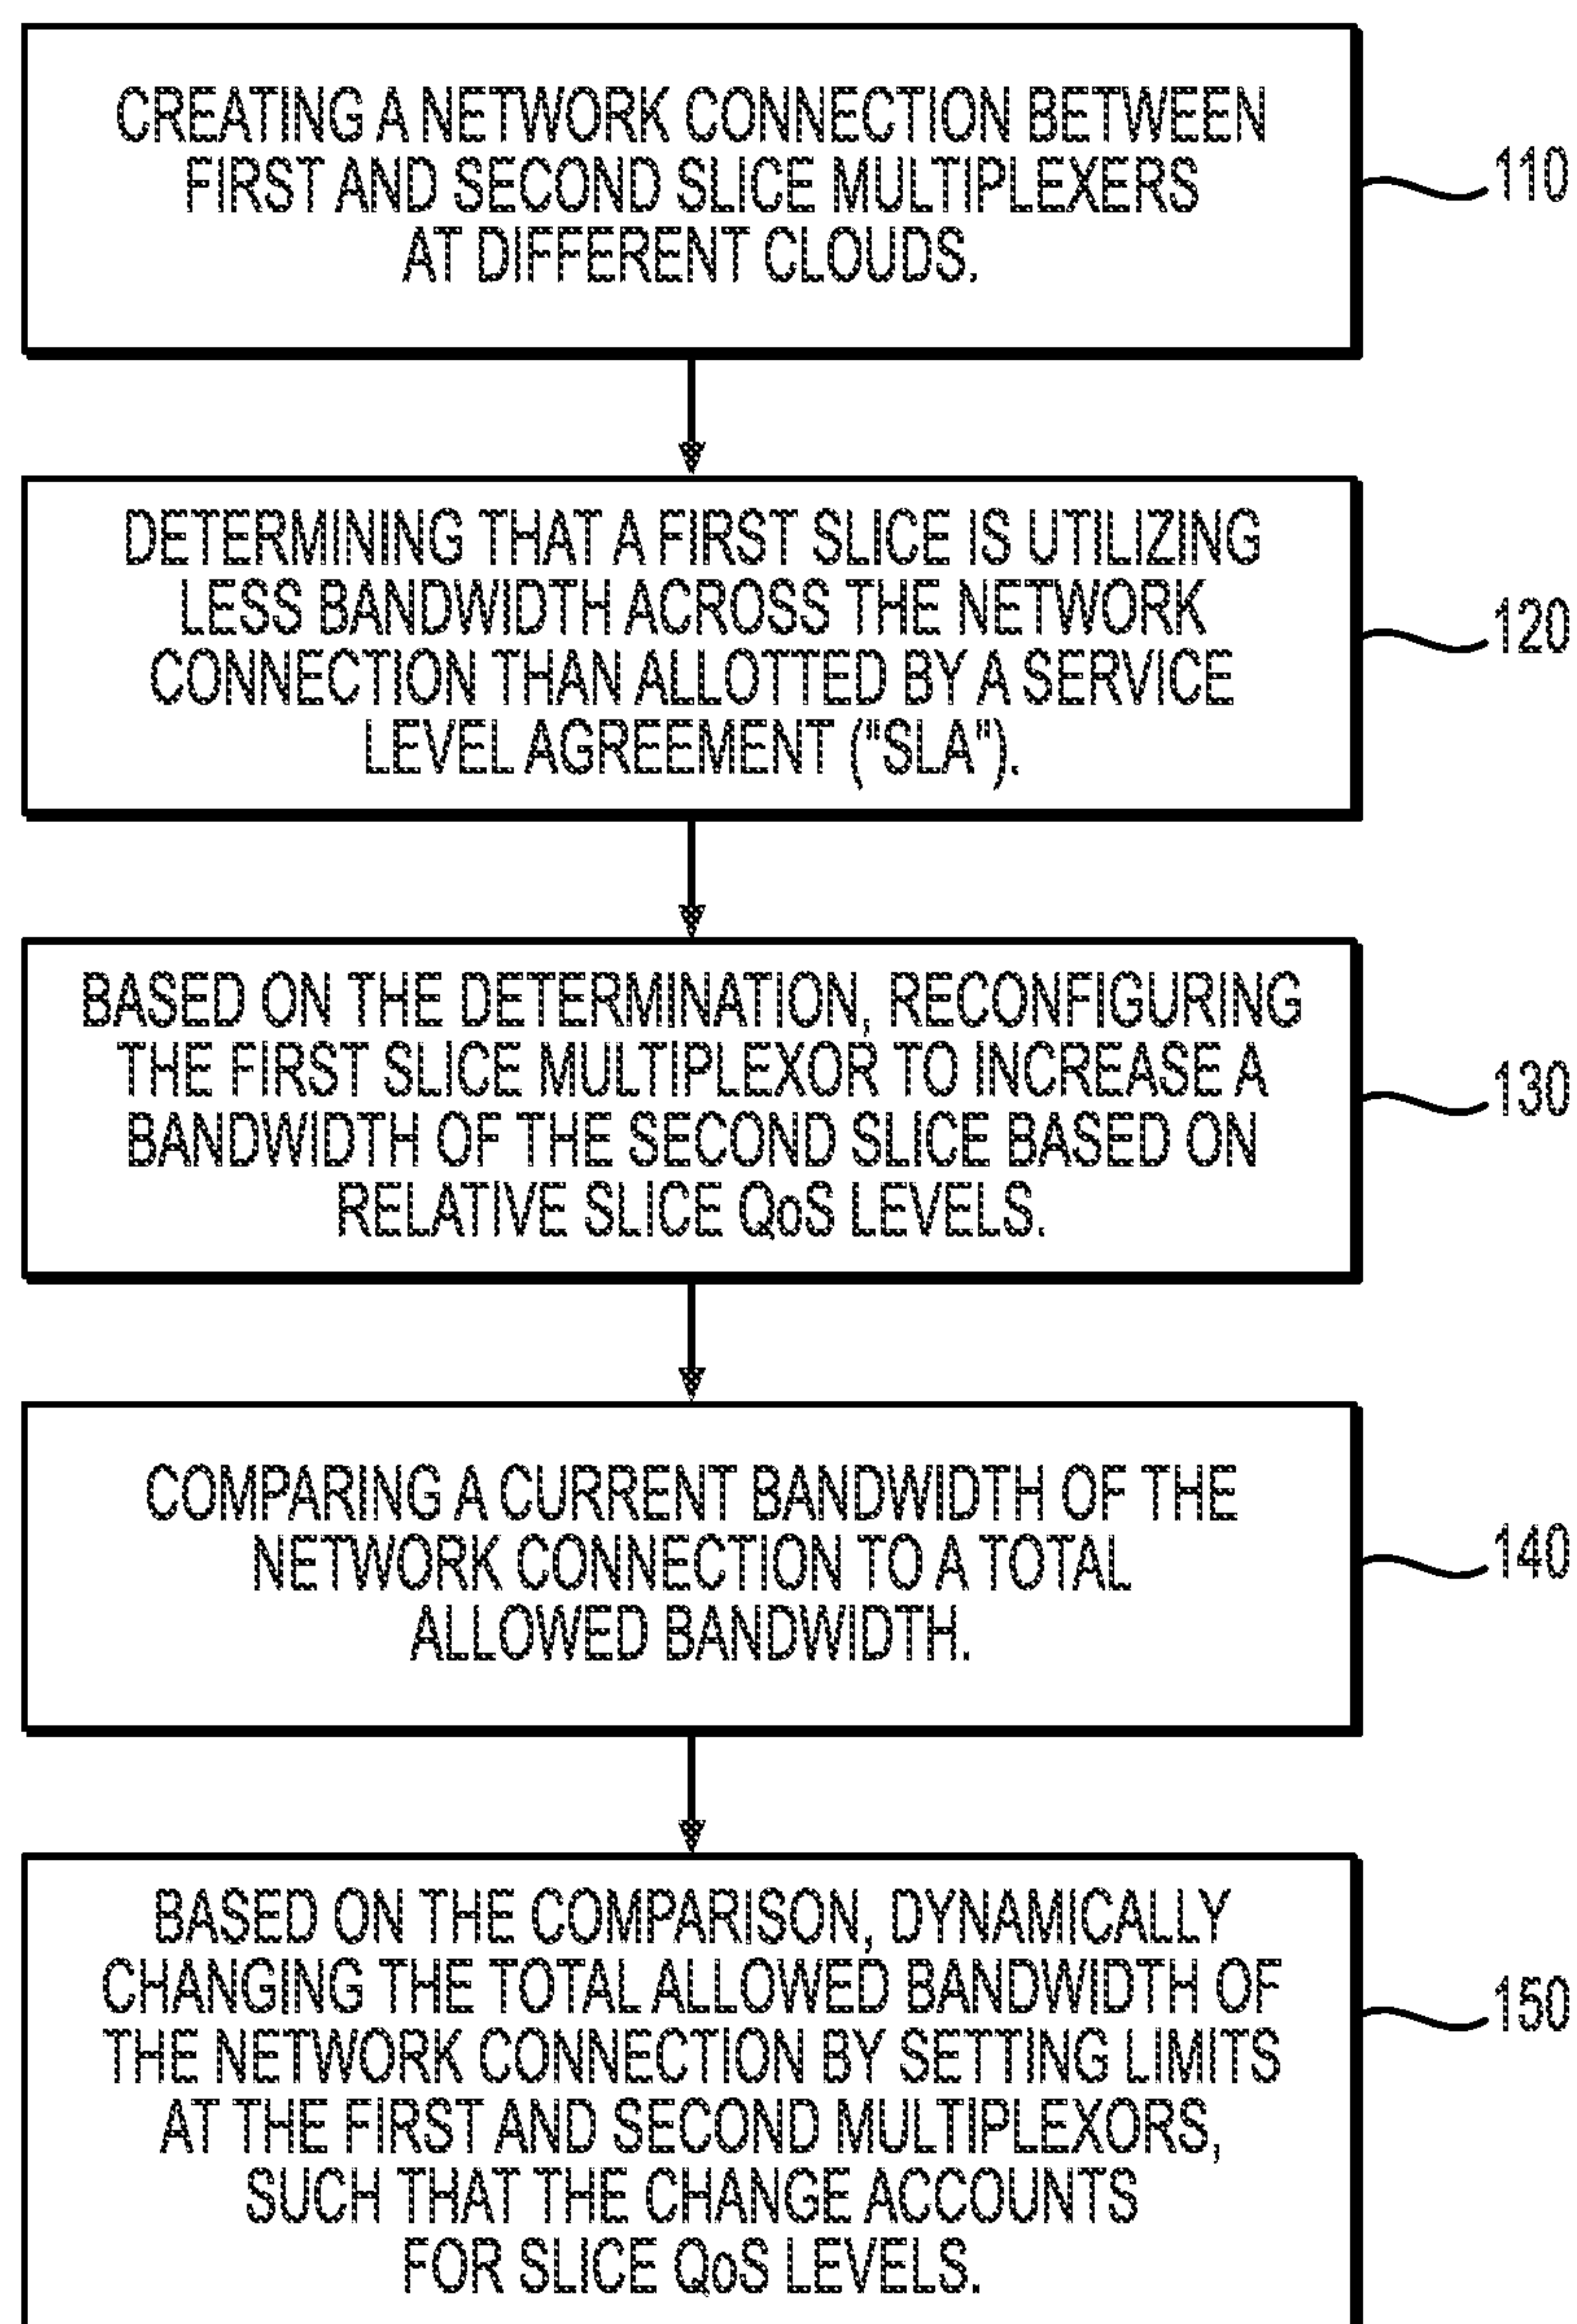 CREATING A NETWORK CONNECTION BETWEEN
FIRST AND SECOND SLICE MULTIPLEXERS
AT DIFFERENT CLOUDS.
110
DETERMINING THAT A FIRST SLICE IS UTILIZING
LESS BANDWIDTH ACROSS THE NETWORK
CONNECTION THAN ALLOTTED BY A SERVICE
LEVEL AGREEMENT ("SLA").
120
BASED ON THE DETERMINATION, RECONFIGURING
THE FIRST SLICE MULTIPLEXOR TO INCREASE A
BANDWIDTH OF THE SECOND SLICE BASED ON
RELATIVE SLICE QoS LEVELS.
130
COMPARING A CURRENT BANDWIDTH OF THE
NETWORK CONNECTION TO A TOTAL
ALLOWED BANDWIDTH.
140
BASED ON THE COMPARISON, DYNAMICALLY
CHANGING THE TOTAL ALLOWED BANDWIDTH OF
THE NETWORK CONNECTION BY SETTING LIMITS
AT THE FIRST AND SECOND MULTIPLEXORS,
SUCH THAT THE CHANGE ACCOUNTS
FOR SLICE QoS LEVELS.
150